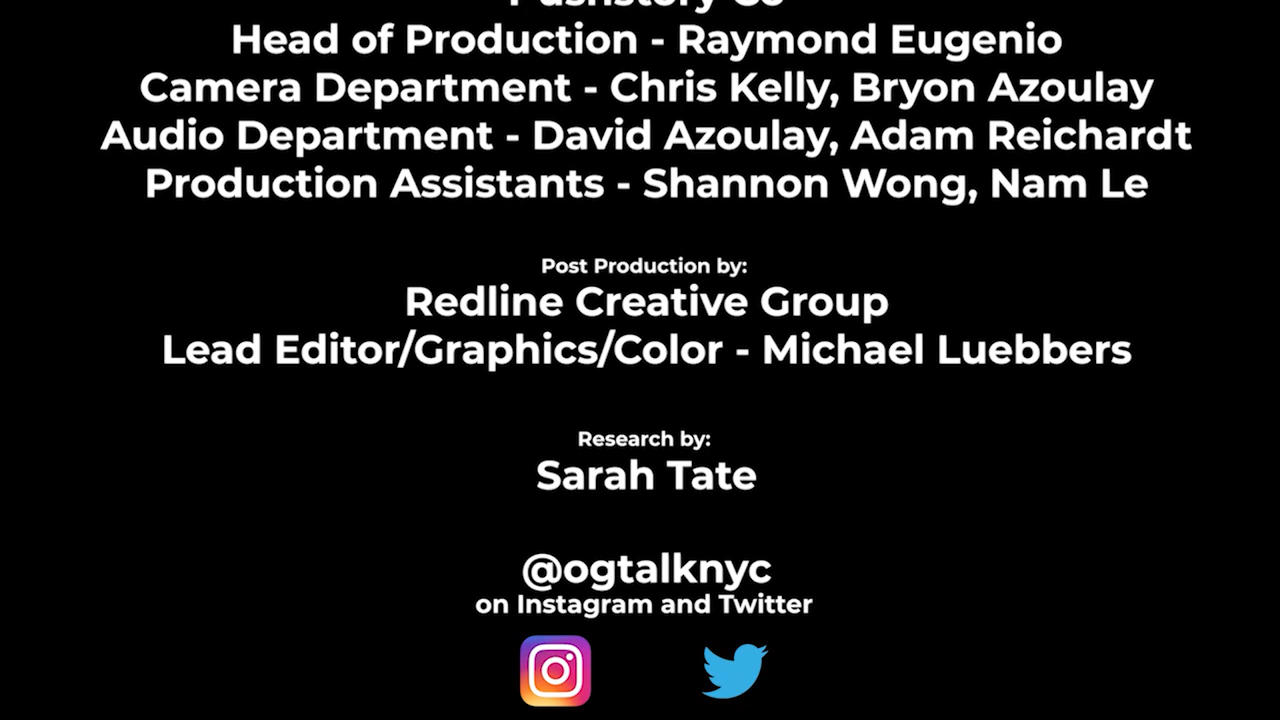 Pushstory Co
Head of Production - Raymond Eugenio
Camera Department - Chris Kelly, Bryon Azoulay
Audio Department - David Azoulay, Adam Reichardt
Production Assistants - Shannon Wong, Nam Le
Post Production by:
Redline Creative Group
Lead Editor/Graphics/Color - Michael Luebbers
Research by:
Sarah Tate
@ogtalknyc
on Instagram and Twitter